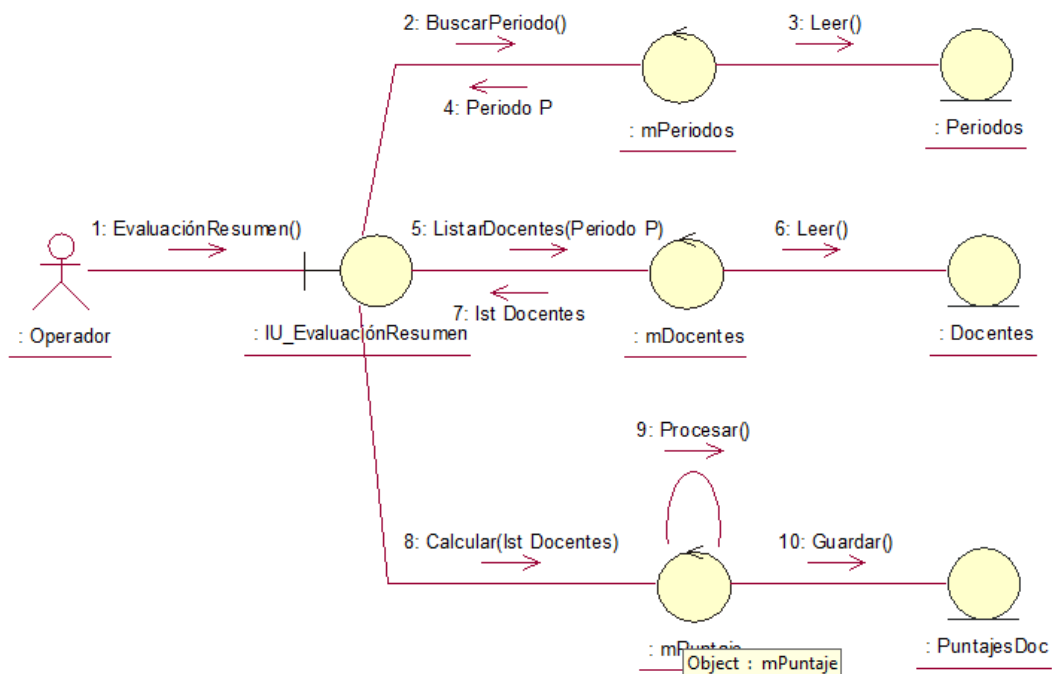 2: BuscarPeriodo()
3: Leer()
4: Periodo P
: mPeriodos
: Periodos
1: EvaluaciónResumen()
5: ListarDocentes(Periodo P)
6: Leer()
7: lst Docentes
: Operador
: IU_EvaluaciónResumen
: mDocentes
: Docentes
9: Procesar()
8: Calcular(lst Docentes)
10: Guardar()
: mPuntaje
: PuntajesDoc
Object : mPuntaje